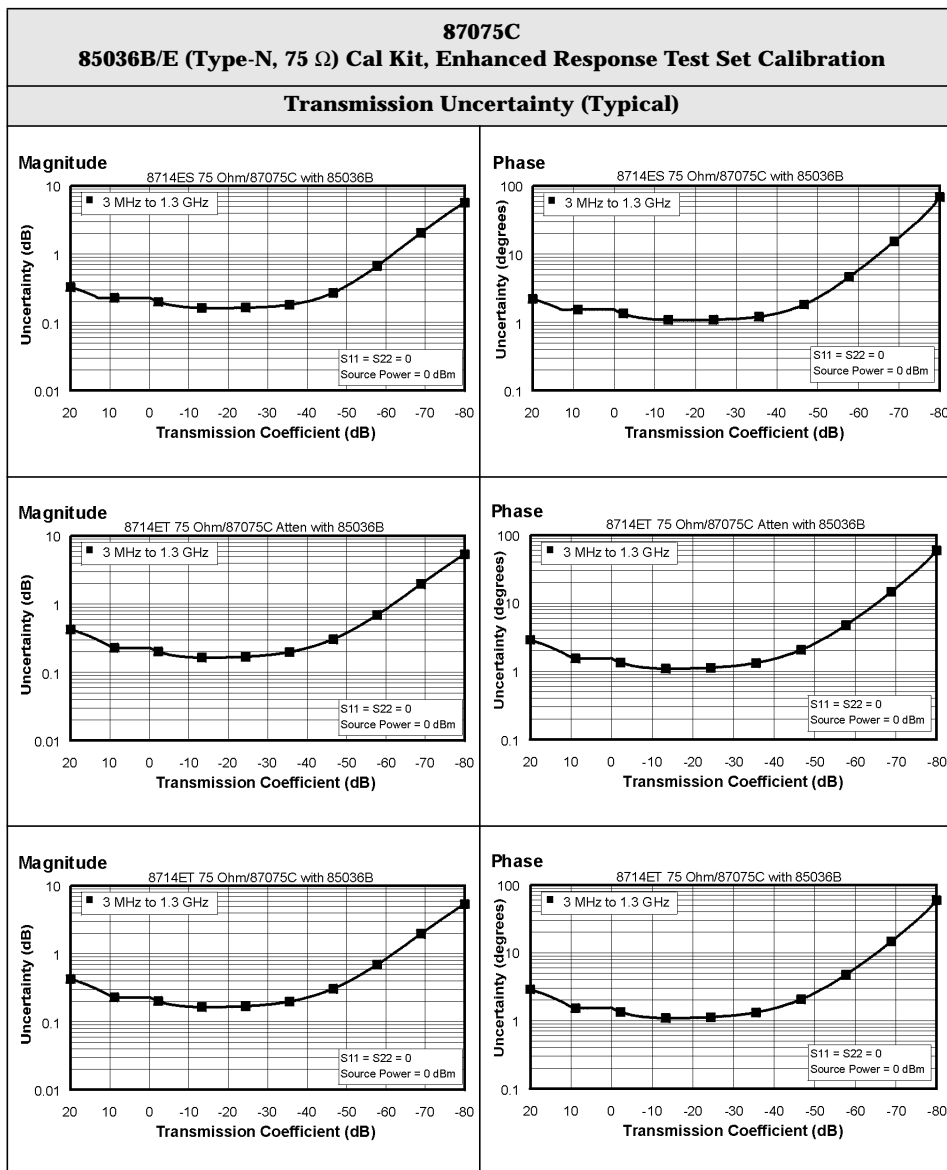 87075C
85036B/E (Type-N, 75 Ω) Cal Kit, Enhanced Response Test Set Calibration
Transmission Uncertainty (Typical)
Magnitude
8714ES 75 Ohm/87075C with 85036B
3 MHz to 1.3 GHz
Uncertainty (dB)
10
1
0.1
0.01
S11 = S22 = 0
Source Power = 0 dBm
20 10 0 -10 -20 -30 -40 -50 -60 -70 -80
Transmission Coefficient (dB)
Phase
8714ES 75 Ohm/87075C with 85036B
3 MHz to 1.3 GHz
Uncertainty (degrees)
100
10
1
0.1
S11 = S22 = 0
Source Power = 0 dBm
20 10 0 -10 -20 -30 -40 -50 -60 -70 -80
Transmission Coefficient (dB)
Magnitude
8714ET 75 Ohm/87075C Atten with 85036B
3 MHz to 1.3 GHz
Uncertainty (dB)
10
1
0.1
0.01
S11 = S22 = 0
Source Power = 0 dBm
20 10 0 -10 -20 -30 -40 -50 -60 -70 -80
Transmission Coefficient (dB)
Phase
8714ET 75 Ohm/87075C Atten with 85036B
3 MHz to 1.3 GHz
Uncertainty (degrees)
100
10
1
0.1
S11 = S22 = 0
Source Power = 0 dBm
20 10 0 -10 -20 -30 -40 -50 -60 -70 -80
Transmission Coefficient (dB)
Magnitude
8714ET 75 Ohm/87075C with 85036B
3 MHz to 1.3 GHz
Uncertainty (dB)
10
1
0.1
0.01
S11 = S22 = 0
Source Power = 0 dBm
20 10 0 -10 -20 -30 -40 -50 -60 -70 -80
Transmission Coefficient (dB)
Phase
8714ET 75 Ohm/87075C with 85036B
3 MHz to 1.3 GHz
Uncertainty (degrees)
100
10
1
0.1
S11 = S22 = 0
Source Power = 0 dBm
20 10 0 -10 -20 -30 -40 -50 -60 -70 -80
Transmission Coefficient (dB)